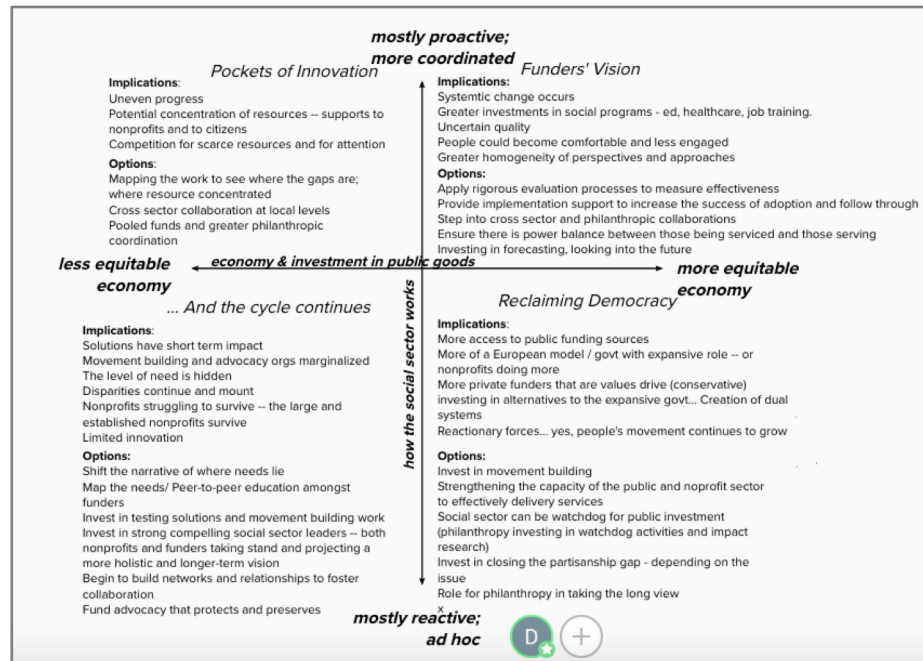 mostly proactive;
more coordinated
Pockets of Innovation
Implications:
Uneven progress
Potential concentration of resources -- supports to
nonprofits and to citizens
Competition for scarce resources and for attention
Options:
Mapping the work to see where the gaps are;
where resource concentrated
Cross sector collaboration at local levels
Pooled funds and greater philanthropic
coordination
Funders' Vision
Implications:
Systemtic change occurs
Greater investments in social programs - ed, healthcare, job training.
Uncertain quality
People could become comfortable and less engaged
Greater homogeneity of perspectives and approaches
Options:
Apply rigorous evaluation processes to measure effectiveness
Provide implementation support to increase the success of adoption and follow through
Step into cross sector and philanthropic collaborations
Ensure there is power balance between those being serviced and those serving
Investing in forecasting, looking into the future
less equitable
economy
economy & investment in public goods
more equitable
economy
how the social sector works
... And the cycle continues
Implications:
Solutions have short term impact
Movement building and advocacy orgs marginalized
The level of need is hidden
Disparities continue and mount
Nonprofits struggling to survive -- the large and
established nonprofits survive
Limited innovation
Options:
Shift the narrative of where needs lie
Map the needs/ Peer-to-peer education amongst
funders
Invest in testing solutions and movement building work
Invest in strong compelling social sector leaders -- both
nonprofits and funders taking stand and projecting a
more holistic and longer-term vision
Begin to build networks and relationships to foster
collaboration
Fund advocacy that protects and preserves
Reclaiming Democracy
Implications:
More access to public funding sources
More of a European model / govt with expansive role -- or
nonprofits doing more
More private funders that are values drive (conservative)
investing in alternatives to the expansive govt... Creation of dual
systems
Reactionary forces... yes, people's movement continues to grow
Options:
Invest in movement building
Strengthening the capacity of the public and noprofit sector
to effectively delivery services
Social sector can be watchdog for public investment
(philanthropy investing in watchdog activities and impact
research)
Invest in closing the partisanship gap - depending on the
issue
Role for philanthropy in taking the long view
x
mostly reactive;
ad hoc
D